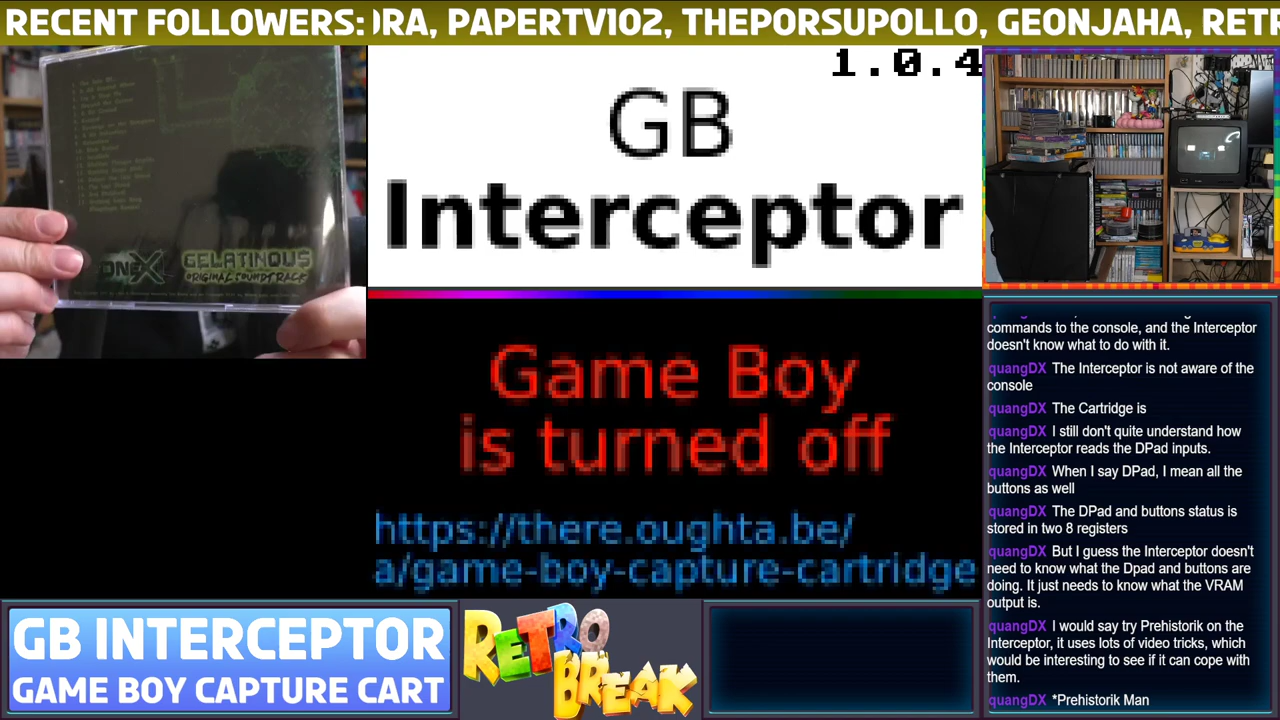 RECENT FOLLOWERS: ORA, PAPERTV102, THEPORSUPOLLO, GEONJAHA, RETR
GELATINOUS
ORIGINAL SOUNDTRACK
1.0.4
GB
Interceptor
Game Boy
is turned off
https://there.oughta.be/
a/game-boy-capture-cartridge
commands to the console, and the Interceptor
doesn't know what to do with it.
quangDX The Interceptor is not aware of the
console
quangDX The Cartridge is
quangDX I still don't quite understand how
the Interceptor reads the DPad inputs.
quangDX When I say DPad, I mean all the
buttons as well
quangDX The DPad and buttons status is
stored in two 8 registers
quangDX But I guess the Interceptor doesn't
need to know what the Dpad and buttons are
doing. It just needs to know what the VRAM
output is.
quangDX I would say try Prehistorik on the
Interceptor, it uses lots of video tricks, which
would be interesting to see if it can cope with
them.
quangDX *Prehistorik Man
GB INTERCEPTOR
GAME BOY CAPTURE CART
RETRO
BREAK